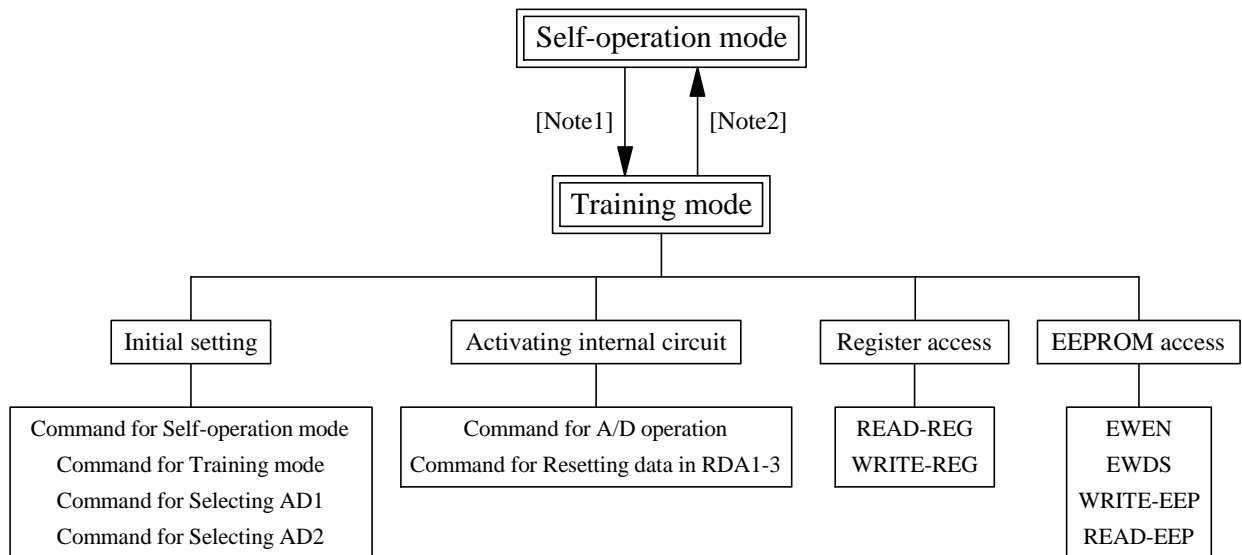 Self-operation mode
[Note1]
[Note2]
Training mode
Initial setting
Activating internal circuit
Register access
EEPROM access
Command for Self-operation mode
Command for Training mode
Command for Selecting AD1
Command for Selecting AD2
Command for A/D operation
Command for Resetting data in RDA1-3
READ-REG
WRITE-REG
EWEN
EWDS
WRITE-EEP
READ-EEP